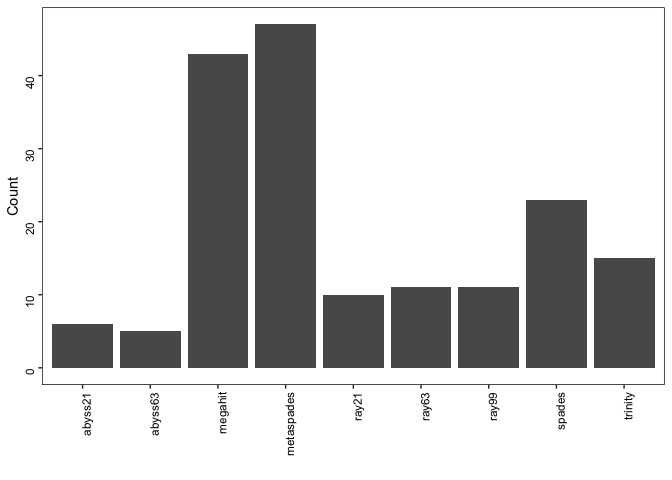 Count
40
30
20
10
0
abyss21
abyss63
megahit
metaspades
ray21
ray63
ray99
spades
trinity